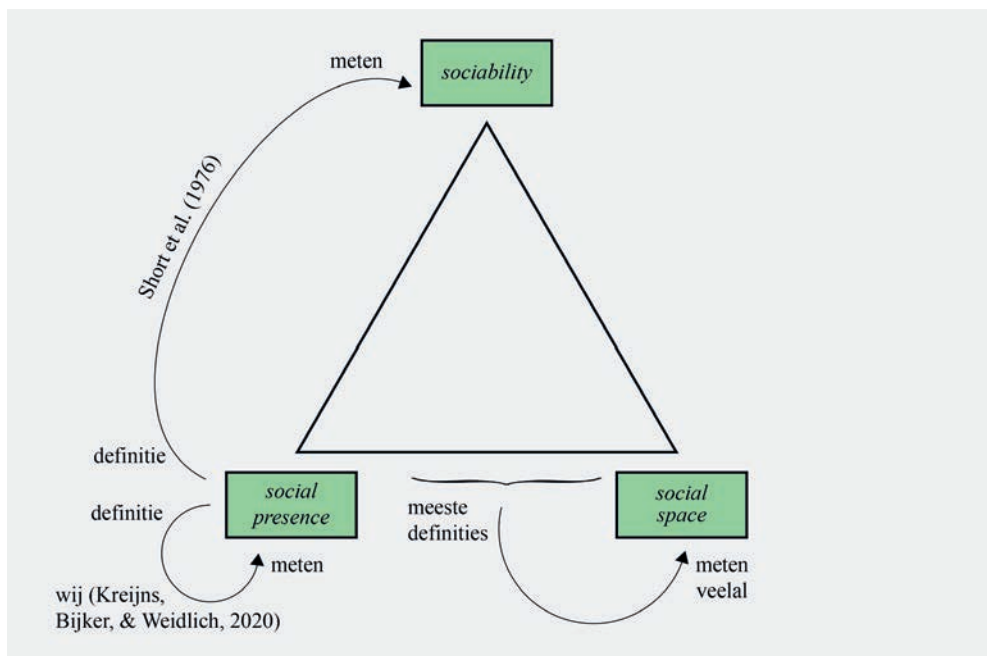 meten
sociability
Short et al. (1976)
definitie
social
presence
definitie
meten
wij (Kreijns,
Bijker, & Weidlich, 2020)
meeste
definities
social
space
meten
veelal